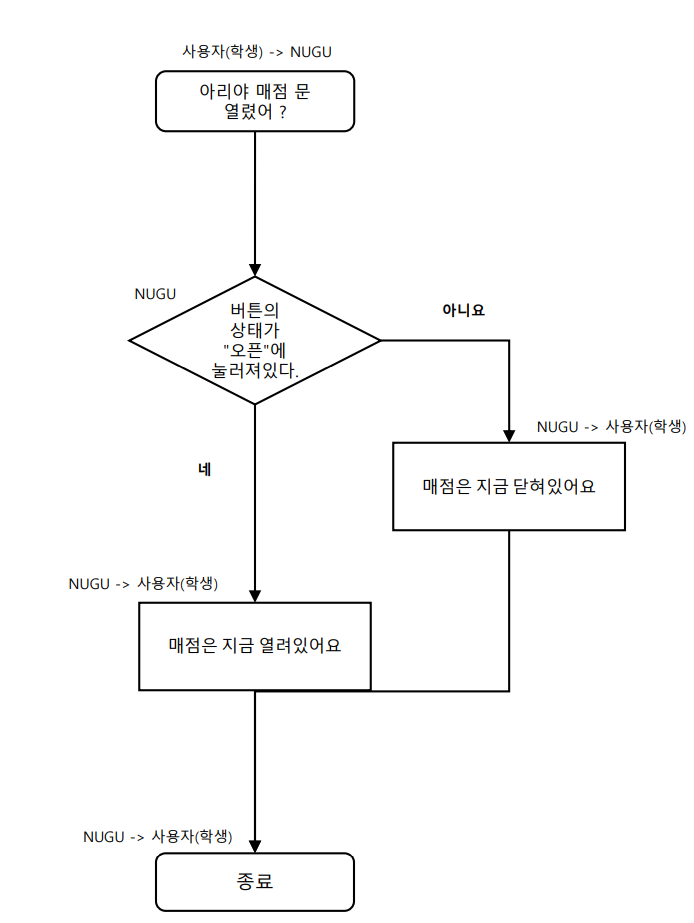 사용자(학생) -> NUGU
아리야 매점 문
열렸어 ?
NUGU
버튼의
상태가
"오픈"에
눌러져있다.
아니요
NUGU -> 사용자(학생)
매점은 지금 닫혀있어요
네
NUGU -> 사용자(학생)
매점은 지금 열려있어요
NUGU -> 사용자(학생)
종료